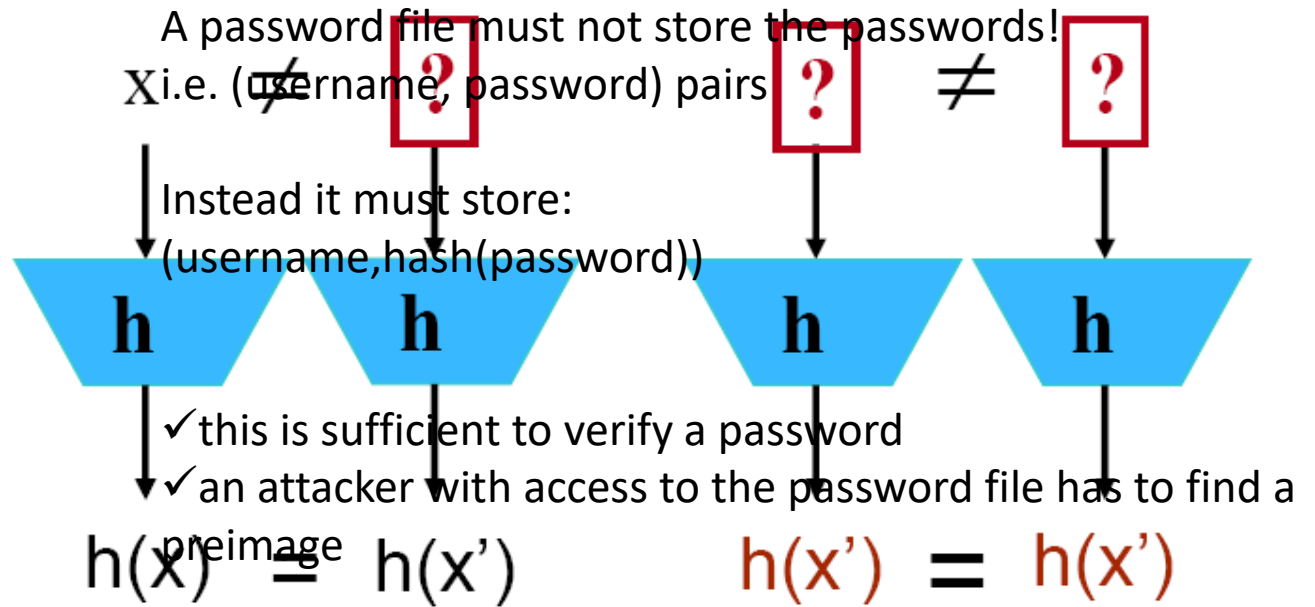 A password file must not store the passwords!
x ≠ ? ? ≠ ?
i.e. (username, password) pairs
Instead it must store:
(username,hash(password))
h h h h
✓this is sufficient to verify a password
✓an attacker with access to the password file has to find a
preimage
h(x) = h(x’) h(x’) = h(x’)